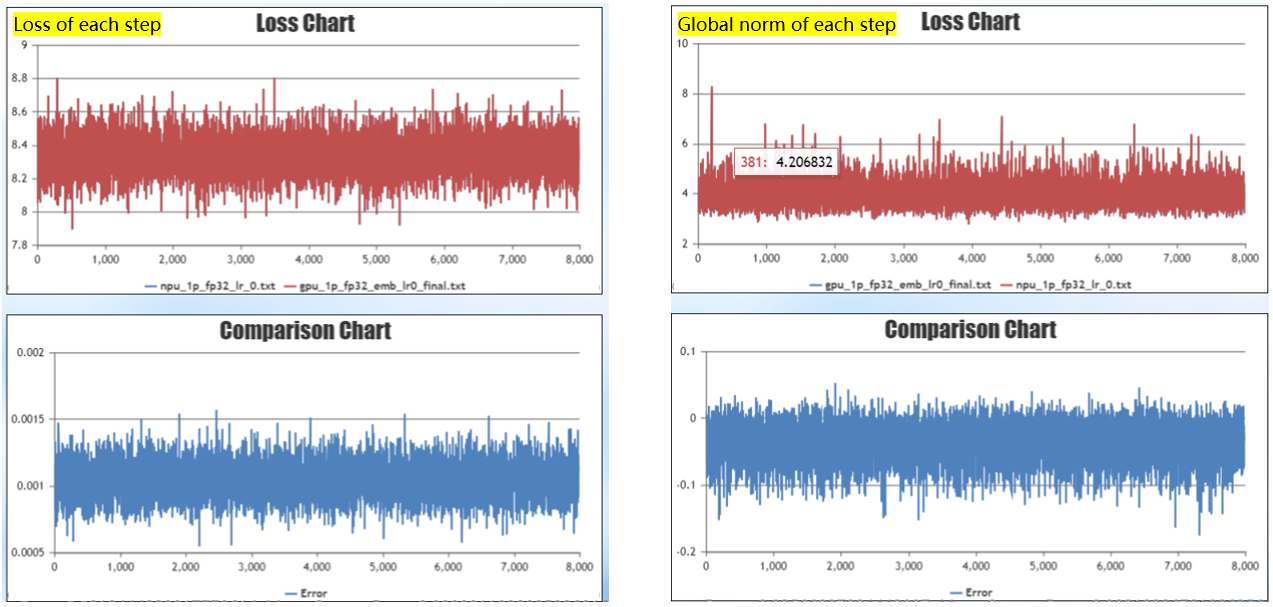 Loss of each step
Loss Chart
9
8.8
8.6
8.4
8.2
8
7.8
0 1,000 2,000 3,000 4,000 5,000 6,000 7,000 8,000
npu_1p_fp32_lr_0.txt gpu_1p_fp32_emb_lr0_final.txt
Global norm of each step
Loss Chart
10
8
6
381: 4.206832
4
2
0 1,000 2,000 3,000 4,000 5,000 6,000 7,000 8,000
gpu_1p_fp32_emb_lr0_final.txt npu_1p_fp32_lr_0.txt
Comparison Chart
0.002
0.0015
0.001
0.0005
0 1,000 2,000 3,000 4,000 5,000 6,000 7,000 8,000
Error
Comparison Chart
0.1
0
-0.1
-0.2
0 1,000 2,000 3,000 4,000 5,000 6,000 7,000 8,000
Error